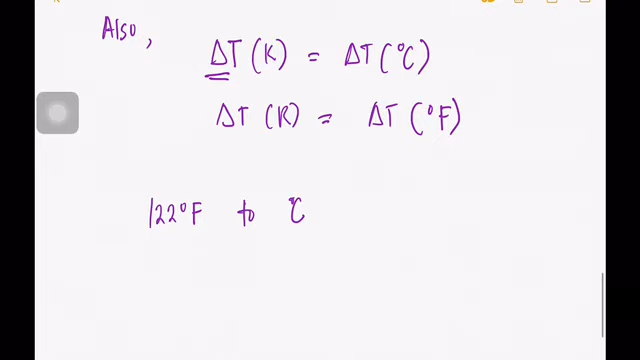 Also,
ΔT (K) = ΔT (°C)
ΔT (R) = ΔT (°F)
122°F to °C